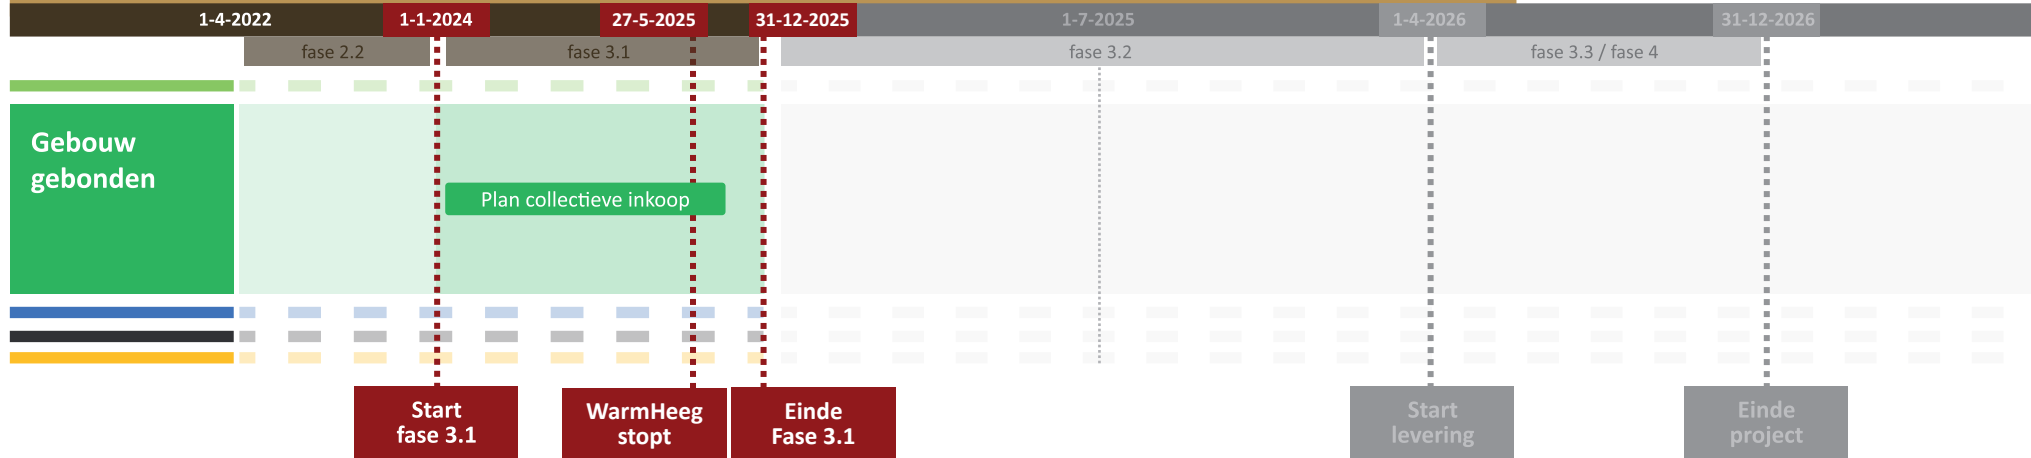 1-4-2022 1-1-2024 27-5-2025 31-12-2025 1-7-2025 1-4-2026 31-12-2026
fase 2.2 fase 3.1 fase 3.2 fase 3.3 / fase 4
Gebouw
gebonden
Plan collectieve inkoop
Start
fase 3.1
WarmHeeg
stopt
Einde
Fase 3.1
Start
levering
Einde
project